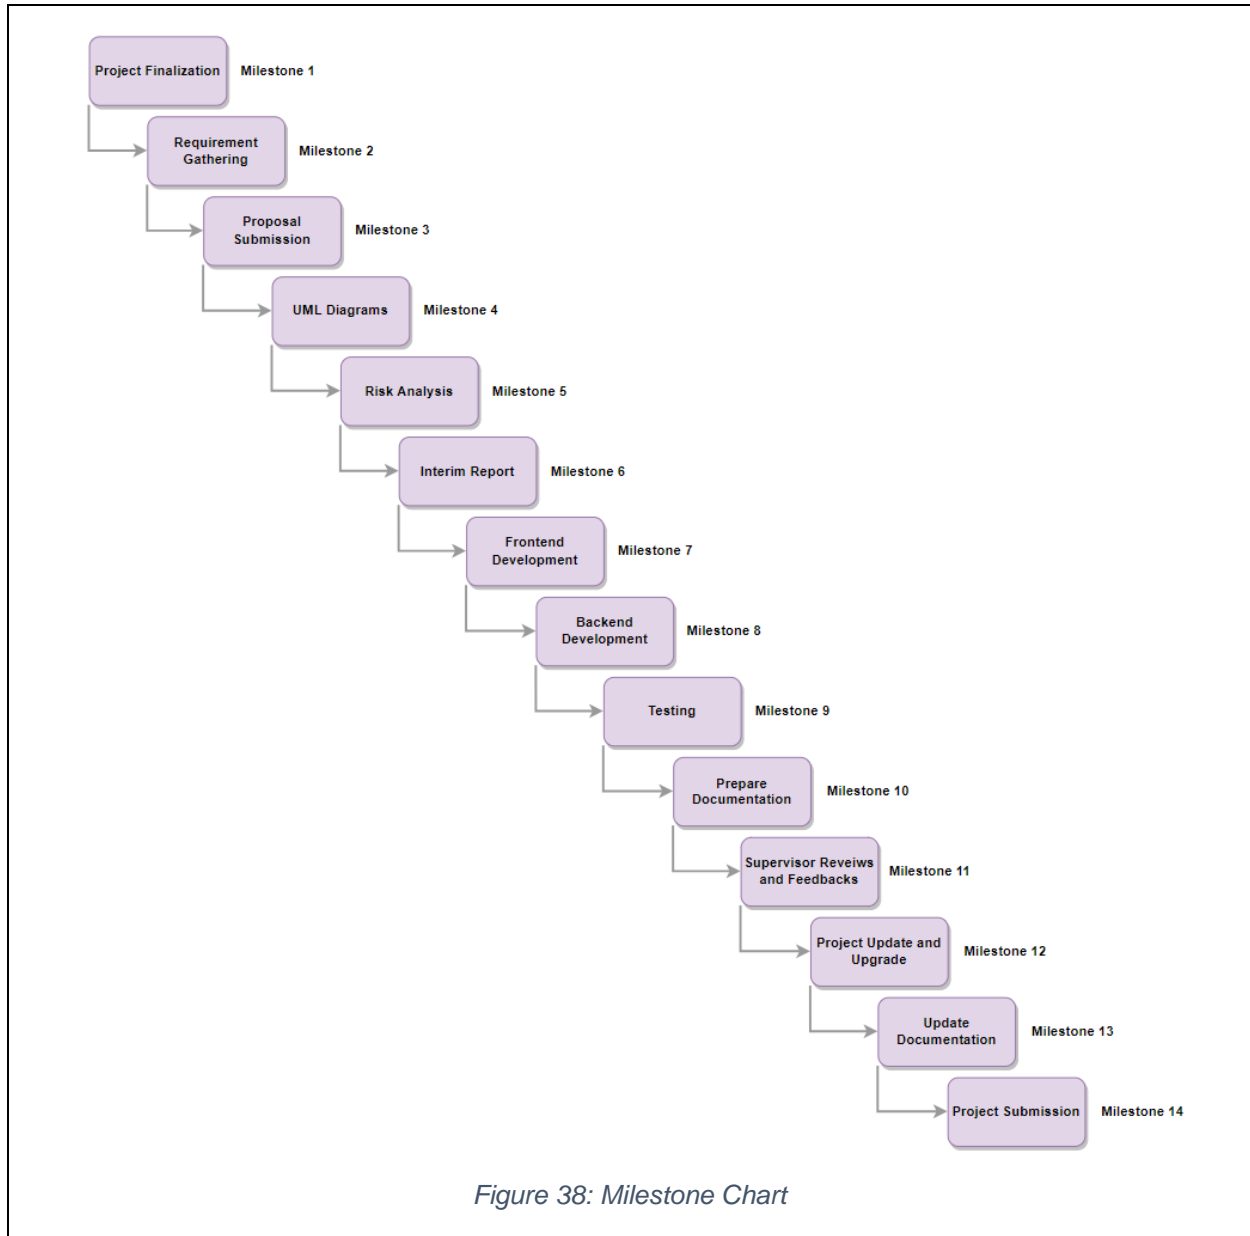 Project Finalization
Milestone 1
Requirement
Gathering
Milestone 2
Proposal
Submission
Milestone 3
UML Diagrams
Milestone 4
Risk Analysis
Milestone 5
Interim Report
Milestone 6
Frontend
Development
Milestone 7
Backend
Development
Milestone 8
Testing
Milestone 9
Prepare
Documentation
Milestone 10
Supervisor Reveiws
and Feedbacks
Milestone 11
Project Update and
Upgrade
Milestone 12
Update
Documentation
Milestone 13
Project Submission
Milestone 14
Figure 38: Milestone Chart